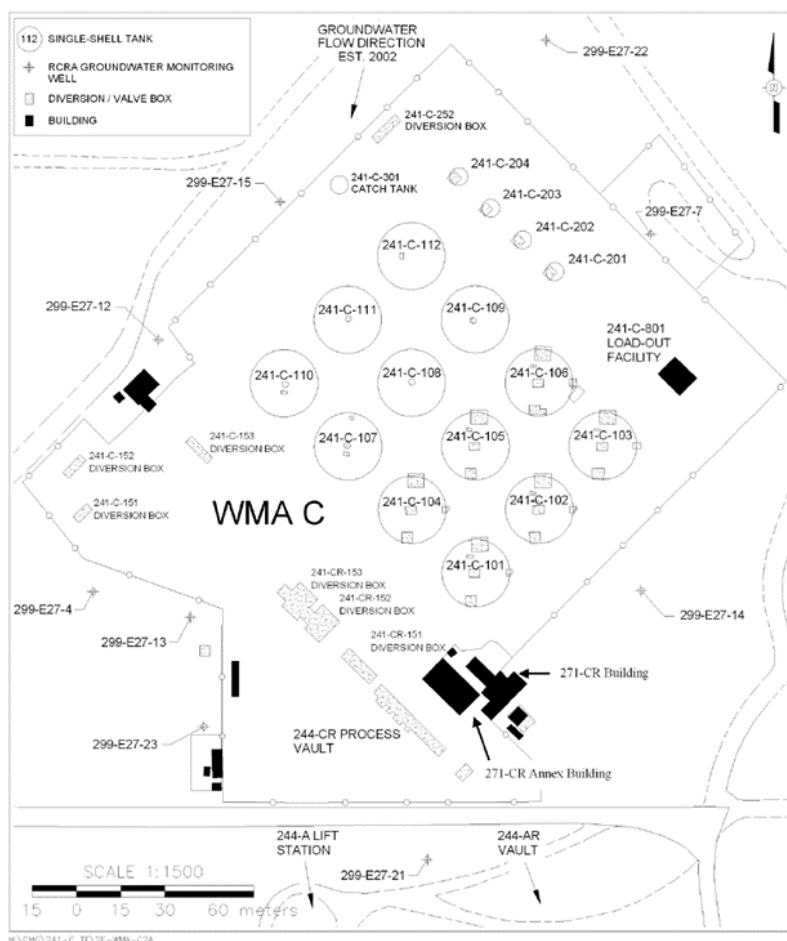 112 SINGLE-SHELL TANK
RCRA GROUNDWATER MONITORING
WELL
DIVERSION / VALVE BOX
BUILDING
GROUNDWATER
FLOW DIRECTION
EST. 2002
299-E27-22
N
241-C-252
DIVERSION BOX
241-C-204
241-C-301
CATCH TANK
299-E27-15
241-C-203
299-E27-7
241-C-202
241-C-112
241-C-201
299-E27-12
241-C-111
241-C-109
241-C-801
LOAD-OUT
FACILITY
241-C-110
241-C-108
241-C-106
241-C-153
DIVERSION BOX
241-C-107
241-C-105
241-C-103
241-C-152
DIVERSION BOX
241-C-151
DIVERSION BOX
WMA C
241-C-104
241-C-102
241-C-101
241-CR-153
DIVERSION BOX
241-CR-152
DIVERSION BOX
299-E27-4
299-E27-13
299-E27-14
241-CR-151
DIVERSION BOX
271-CR Building
299-E27-23
244-CR PROCESS
VAULT
271-CR Annex Building
244-A LIFT
STATION
244-AR
VAULT
299-E27-21
SCALE 1:1500
15 0 15 30 60 meters